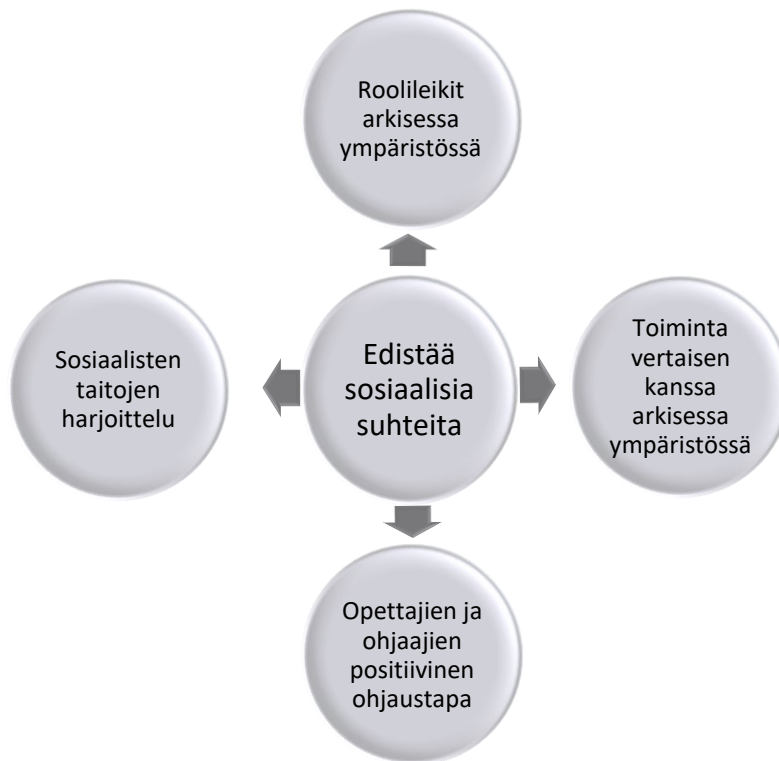 Roolileikit
arkisessa
ympäristössä
Sosiaalisten
taitojen
harjoittelu
Edistää
sosiaalisia
suhteita
Toiminta
vertaisen
kanssa
arkisessa
ympäristössä
Opettajien ja
ohjaajien
positiivinen
ohjaustapa